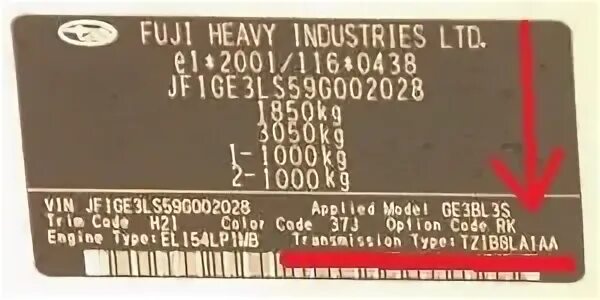 FUJI HEAVY INDUSTRIES LTD.
e1*2001/116*0438
JF1GE3LS59G002028
1850kg
3050kg
1-1000kg
2-1000kg
VIN JF1GE3LS59G002028 Applied Model GE3BL3S
Trim Code H21 Color Code 37J Option Code RK
Engine Type:EL154LP1WB Transmission Type:TZ1B8LA1AA